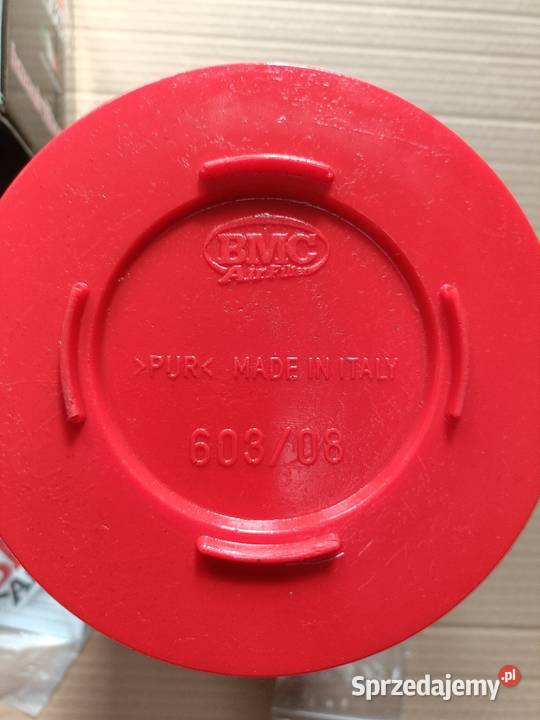 BMC
Air Filter
>PUR< MADE IN ITALY
603/08
Sprzedajemy.pl